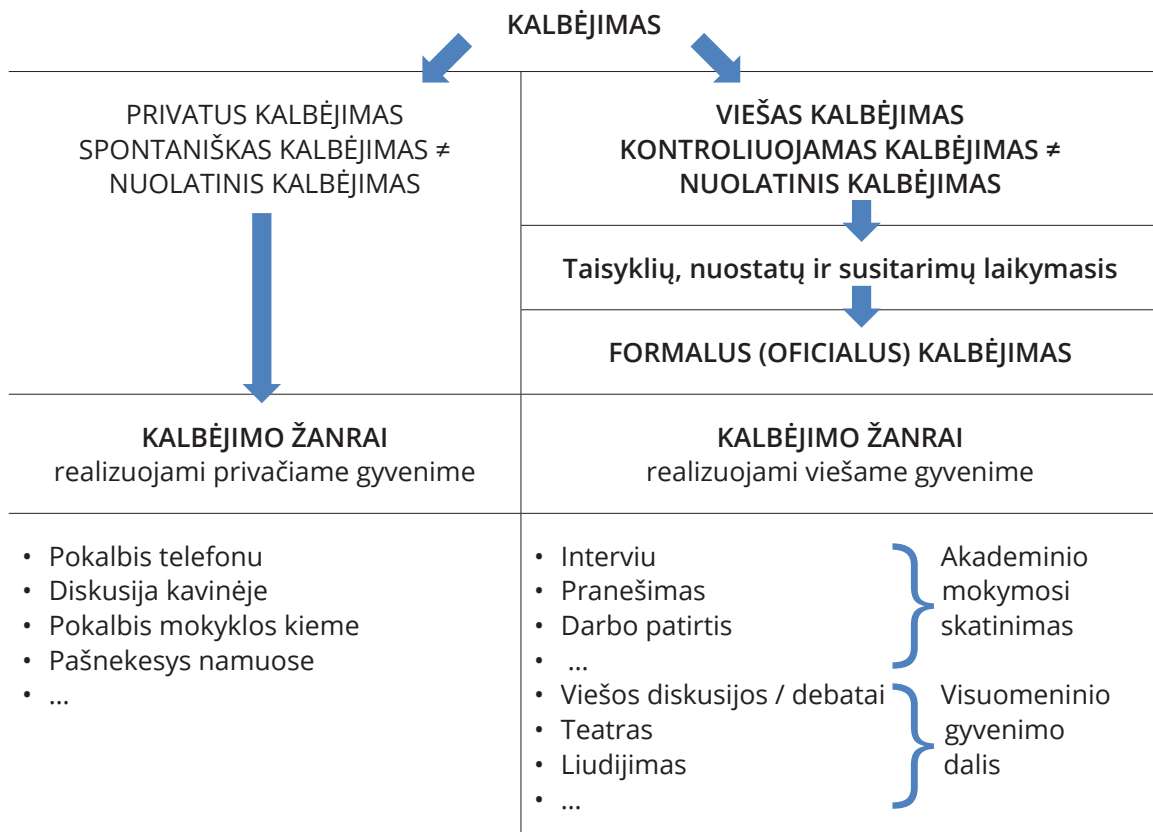 KALBĖJIMAS
PRIVATUS KALBĖJIMAS
SPONTANIŠKAS KALBĖJIMAS ≠
NUOLATINIS KALBĖJIMAS
VIEŠAS KALBĖJIMAS
KONTROLIUOJAMAS KALBĖJIMAS ≠
NUOLATINIS KALBĖJIMAS
Taisyklių, nuostatų ir susitarimų laikymasis
FORMALUS (OFICIALUS) KALBĖJIMAS
KALBĖJIMO ŽANRAI
realizuojami privačiame gyvenime
KALBĖJIMO ŽANRAI
realizuojami viešame gyvenime
• Pokalbis telefonu
• Diskusija kavinėje
• Pokalbis mokyklos kieme
• Pašnekesys namuose
• ...
• Interviu
• Pranešimas
• Darbo patirtis
• ...
Akademinio
mokymosi
skatinimas
• Viešos diskusijos / debatai
• Teatras
• Liudijimas
• ...
Visuomeninio
gyvenimo
dalis